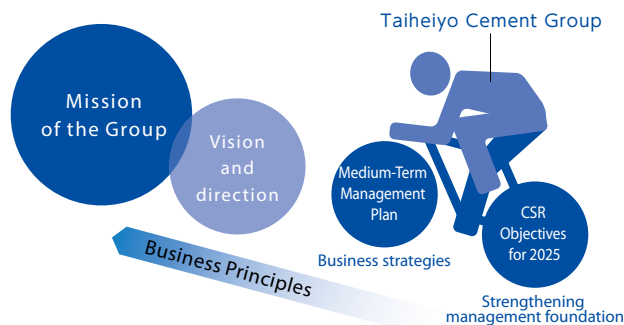 Taiheiyo Cement Group
Mission
of the Group
Vision
and
direction
Medium-Term
Management
Plan
Business strategies
CSR
Objectives
for 2025
Strengthening
management foundation
Business Principles